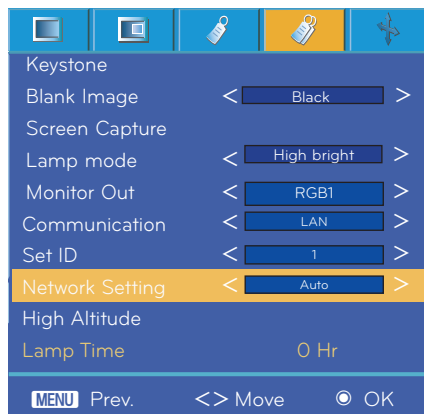 Keystone
Blank Image < Black >
Screen Capture
Lamp mode < High bright >
Monitor Out < RGB1 >
Communication < LAN >
Set ID < 1 >
Network Setting < Auto >
High Altitude
Lamp Time 0 Hr
MENU Prev. <> Move ◉ OK